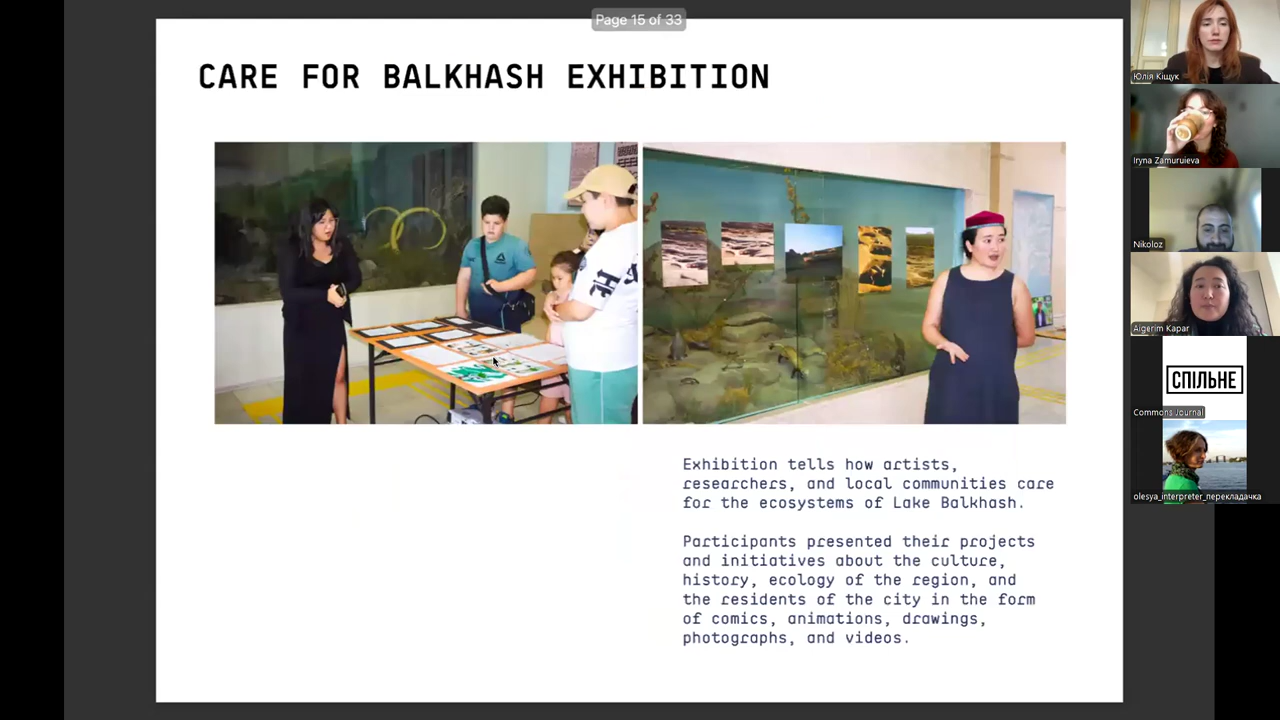 Page 15 of 33
CARE FOR BALKHASH EXHIBITION
Exhibition tells how artists,
researchers, and local communities care
for the ecosystems of Lake Balkhash.
Participants presented their projects
and initiatives about the culture,
history, ecology of the region, and
the residents of the city in the form
of comics, animations, drawings,
photographs, and videos.
Юлія Кіщук
Iryna Zamuruieva
Nikoloz
Aigerim Kapar
СПІЛЬНЕ
Commons Journal
olesya_interpreter_перекладачка